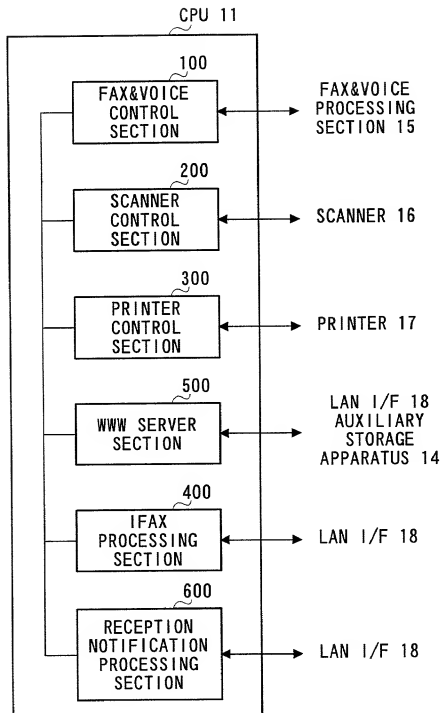 CPU 11
100
FAX&VOICE
CONTROL
SECTION
FAX&VOICE
PROCESSING
SECTION 15
200
SCANNER
CONTROL
SECTION
SCANNER 16
300
PRINTER
CONTROL
SECTION
PRINTER 17
500
WWW SERVER
SECTION
LAN I/F 18
AUXILIARY
STORAGE
APPARATUS 14
400
IFAX
PROCESSING
SECTION
LAN I/F 18
600
RECEPTION
NOTIFICATION
PROCESSING
SECTION
LAN I/F 18